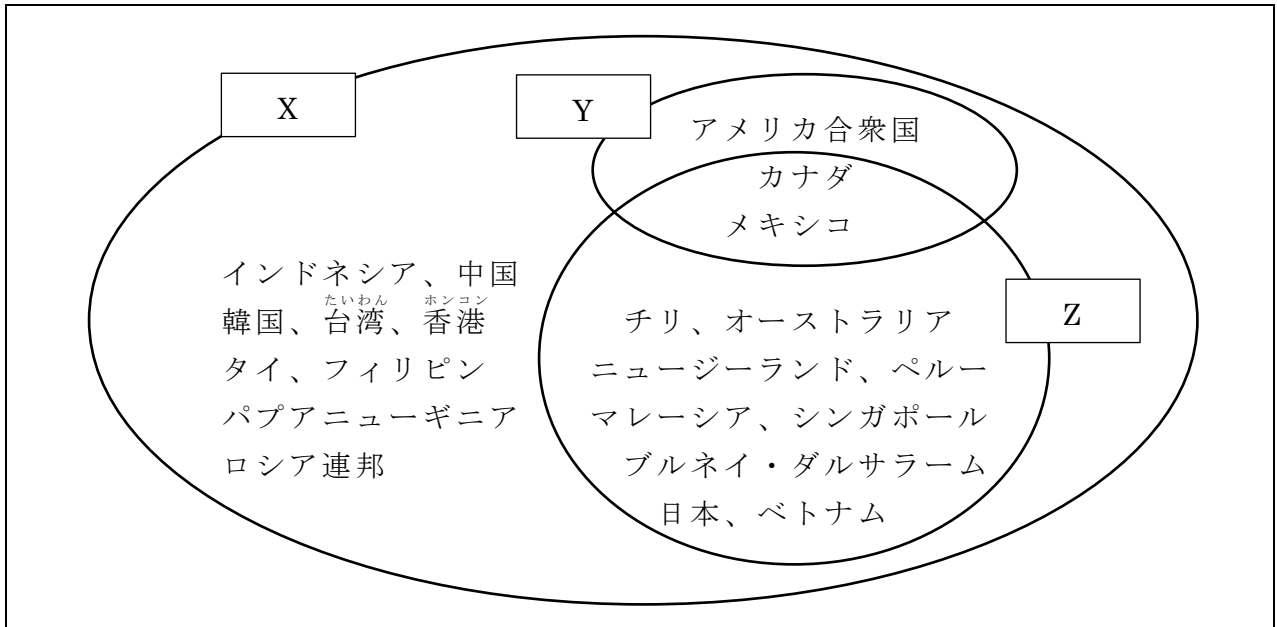 X
Y
アメリカ合衆国
カナダ
メキシコ
インドネシア、中国
韓国、台湾、香港
たいわん ホンコン
タイ、フィリピン
パプアニューギニア
ロシア連邦
Z
チリ、オーストラリア
ニュージーランド、ペルー
マレーシア、シンガポール
ブルネイ・ダルサラーム
日本、ベトナム